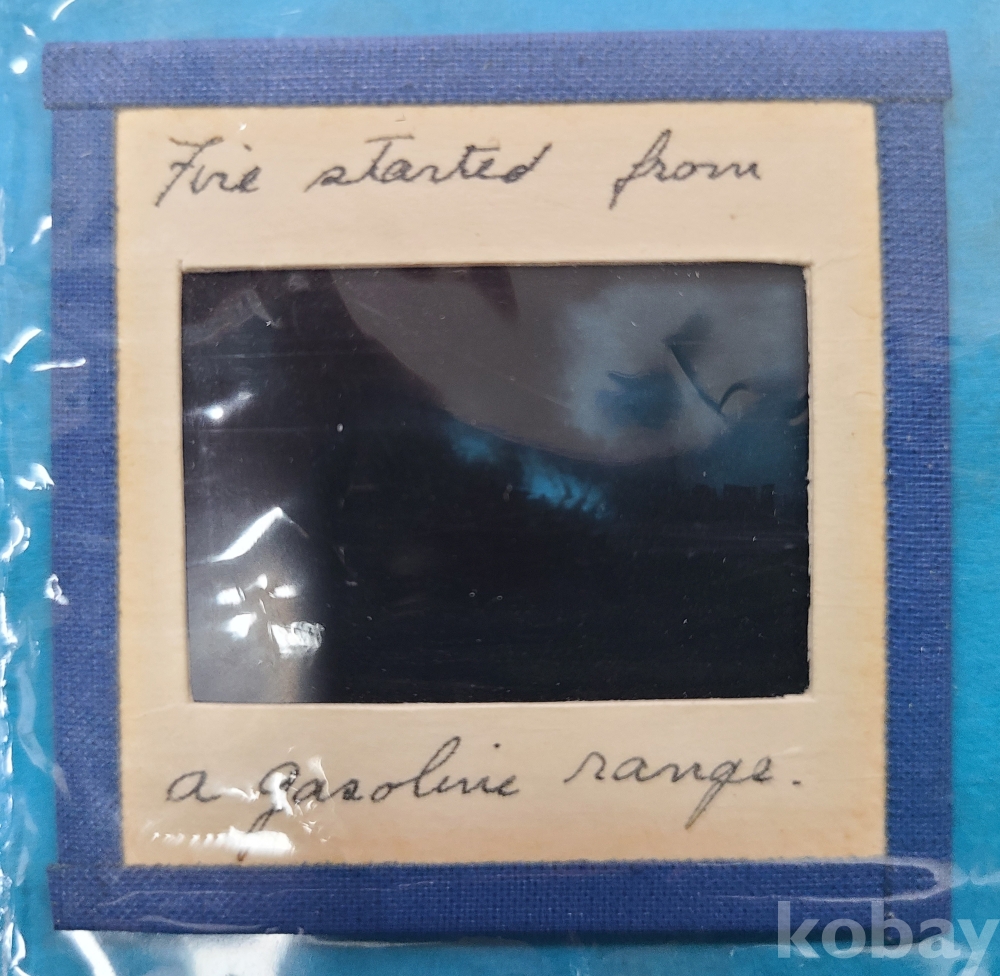 Fire started from
a gasoline range.
kobay